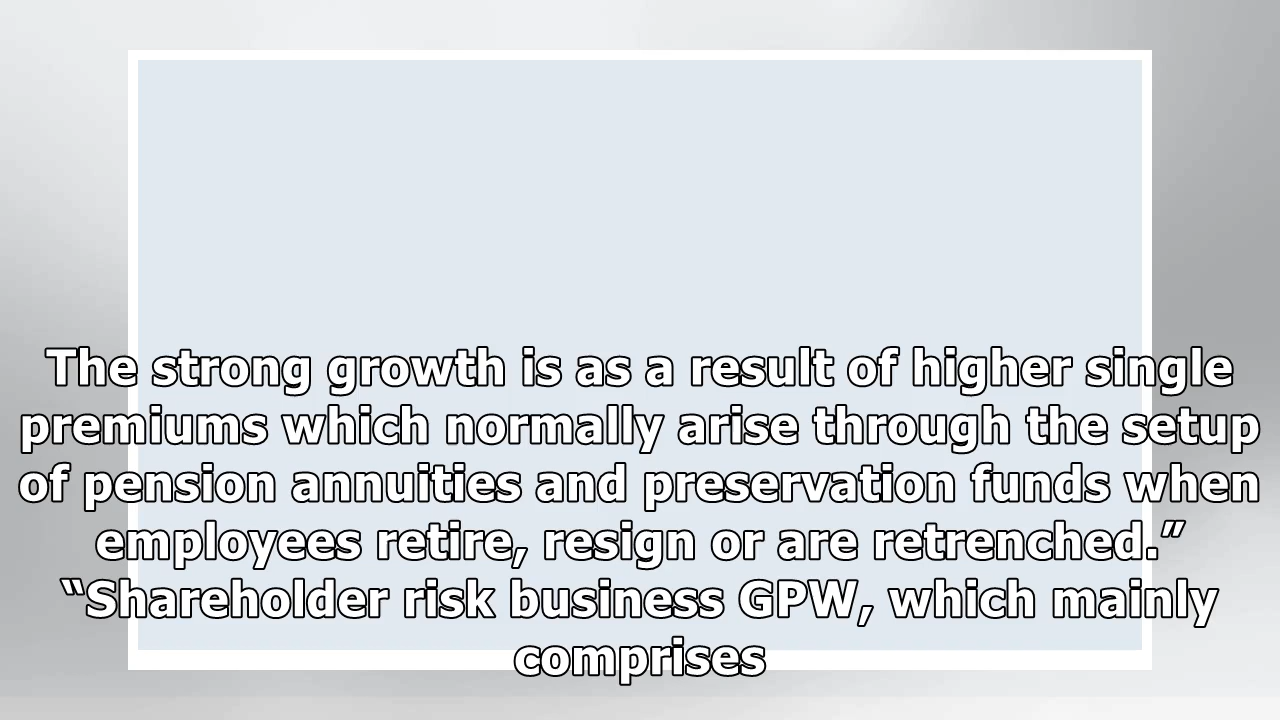 The strong growth is as a result of higher single
premiums which normally arise through the setup
of pension annuities and preservation funds when
employees retire, resign or are retrenched.”
“Shareholder risk business GPW, which mainly
comprises